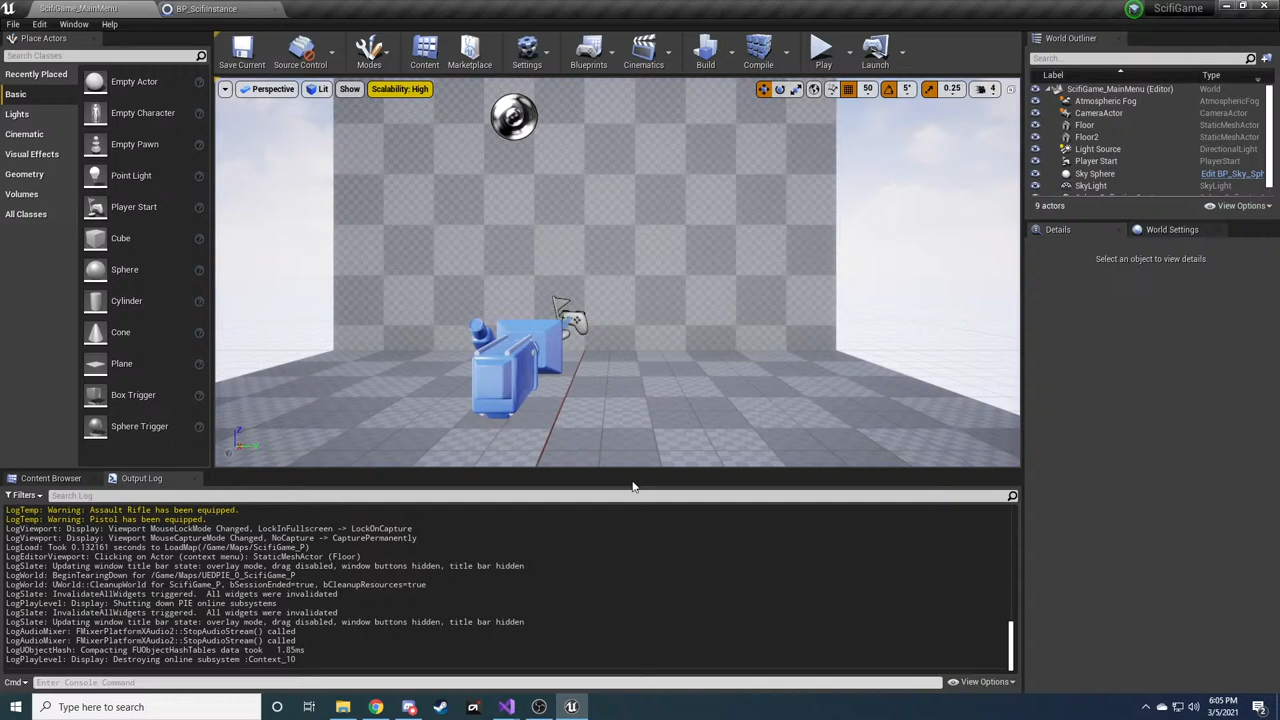 ScifiGame_MainMenu
BP_ScifiInstance
ScifiGame
File
Edit
Window
Help
Place Actors
Search Classes
Recently Placed
Basic
Lights
Cinematic
Visual Effects
Geometry
Volumes
All Classes
Empty Actor
Empty Character
Empty Pawn
Point Light
Player Start
Cube
Sphere
Cylinder
Cone
Plane
Box Trigger
Sphere Trigger
Save Current
Source Control
Modes
Content
Marketplace
Settings
Blueprints
Cinematics
Build
Compile
Play
Launch
Perspective
Lit
Show
Scalability: High
50
5°
0.25
4
World Outliner
Search...
Label
Type
ScifiGame_MainMenu (Editor) World
Atmospheric Fog AtmosphericFog
CameraActor CameraActor
Floor StaticMeshActor
Floor2 StaticMeshActor
Light Source DirectionalLight
Player Start PlayerStart
Sky Sphere Edit BP_Sky_Sph
SkyLight SkyLight
9 actors
View Options
Details
World Settings
Select an object to view details.
Content Browser
Output Log
Filters
Search Log
LogTemp: Warning: Assault Rifle has been equipped.
LogTemp: Warning: Pistol has been equipped.
LogViewport: Display: Viewport MouseLockMode Changed, LockInFullscreen -> LockOnCapture
LogViewport: Display: Viewport MouseCaptureMode Changed, NoCapture -> CapturePermanently
LogLoad: Took 0.132161 seconds to LoadMap(/Game/Maps/ScifiGame_P)
LogEditorViewport: Clicking on Actor (context menu): StaticMeshActor (Floor)
LogSlate: Updating window title bar state: overlay mode, drag disabled, window buttons hidden, title bar hidden
LogWorld: BeginTearingDown for /Game/Maps/UEDPIE_0_ScifiGame_P
LogWorld: UWorld::CleanupWorld for ScifiGame_P, bSessionEnded=true, bCleanupResources=true
LogSlate: InvalidateAllWidgets triggered.  All widgets were invalidated
LogPlayLevel: Display: Shutting down PIE online subsystems
LogSlate: InvalidateAllWidgets triggered.  All widgets were invalidated
LogSlate: Updating window title bar state: overlay mode, drag disabled, window buttons hidden, title bar hidden
LogAudioMixer: FMixerPlatformXAudio2::StopAudioStream() called
LogAudioMixer: FMixerPlatformXAudio2::StopAudioStream() called
LogUObjectHash: Compacting FUObjectHashTables data took   1.85ms
LogPlayLevel: Display: Destroying online subsystem :Context_10
Cmd
Enter Console Command
View Options
Type here to search
6:05 PM
3/5/2021
2